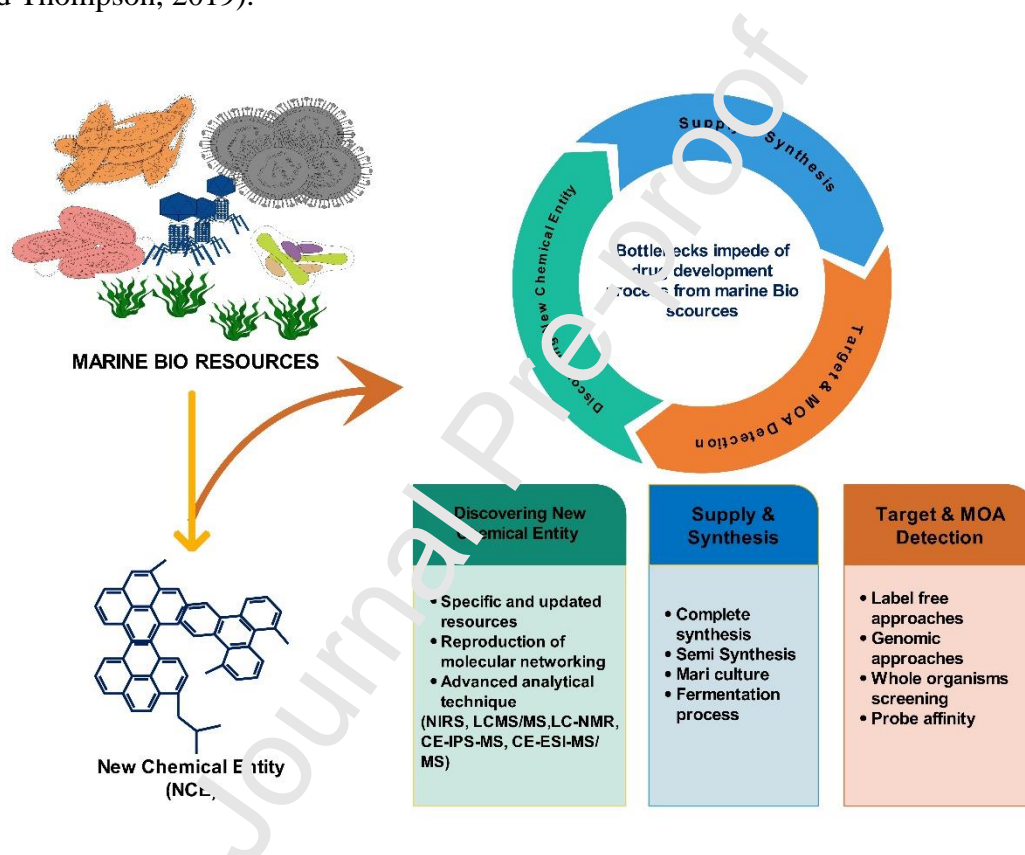 d Thompson, 2019).
MARINE BIO RESOURCES
New Chemical Entity
(NCE)
Supply & Synthesis
Target & MOA Detection
Discovering New Chemical Entity
Bottlenecks impede of
drug development
process from marine Bio
scources
Discovering New
Chemical Entity
• Specific and updated
resources
• Reproduction of
molecular networking
• Advanced analytical
technique
(NIRS, LCMS/MS,LC-NMR,
CE-IPS-MS, CE-ESI-MS/
MS)
Supply &
Synthesis
• Complete
synthesis
• Semi Synthesis
• Mari culture
• Fermentation
process
Target & MOA
Detection
• Label free
approaches
• Genomic
approaches
• Whole organisms
screening
• Probe affinity
Journal Pre-proof